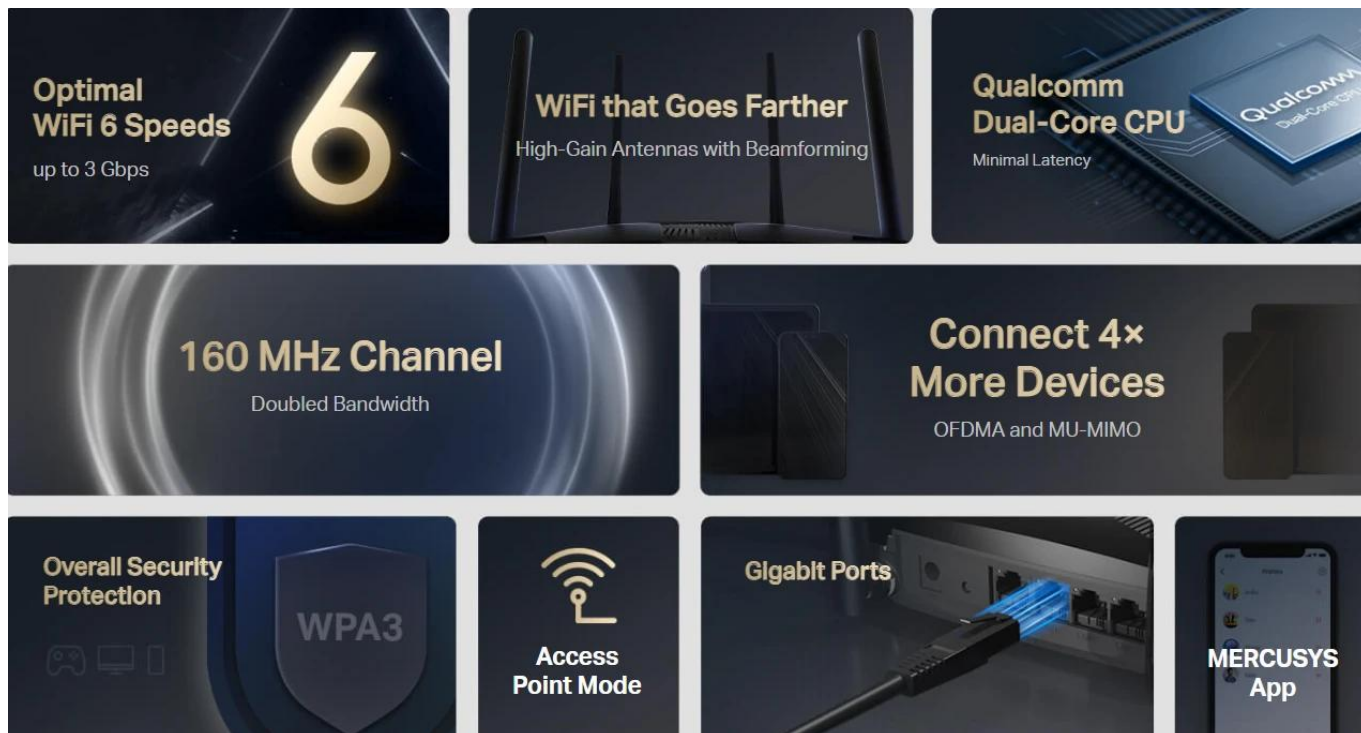 Optimal
WiFi 6 Speeds
up to 3 Gbps
6
WiFi that Goes Farther
High-Gain Antennas with Beamforming
Qualcomm
Dual-Core CPU
Minimal Latency
Qualcomm
Dual-Core CPU
160 MHz Channel
Doubled Bandwidth
Connect 4×
More Devices
OFDMA and MU-MIMO
Overall Security
Protection
WPA3
Access
Point Mode
Gigabit Ports
MERCUSYS
App